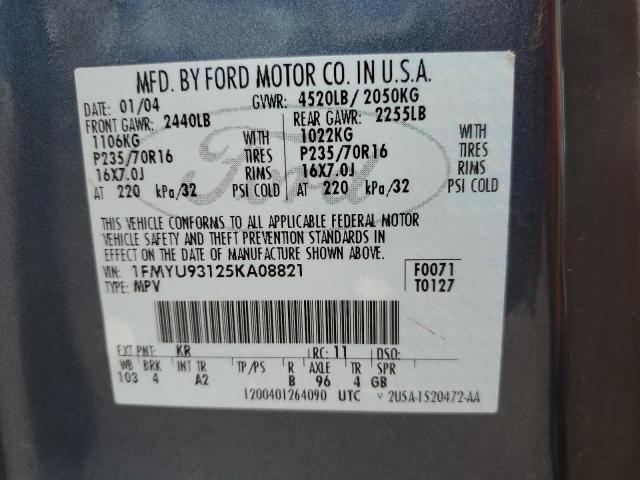 MFD. BY FORD MOTOR CO. IN U.S.A.
DATE: 01/04 GVWR: 4520LB/ 2050KG
FRONT GAWR: 2440LB REAR GAWR: 2255LB
1106KG WITH 1022KG WITH
P235/70R16 TIRES P235/70R16 TIRES
16X7.0J RIMS 16X7.0J RIMS
AT 220 kPa/32 PSI COLD AT 220 kPa/32 PSI COLD
Ford
THIS VEHICLE CONFORMS TO ALL APPLICABLE FEDERAL MOTOR
VEHICLE SAFETY AND THEFT PREVENTION STANDARDS IN
EFFECT ON THE DATE OF MANUFACTURE SHOWN ABOVE.
VIN: 1FMYU93125KA08821 F0071
TYPE: MPV T0127
EXT PNT: KR RC: 11 DSO:
WB BRK INT TR TP/PS R AXLE TR SPR
103 4 A2 B 96 4 GB
1200401264090 UTC 2U5A-1520472-AA